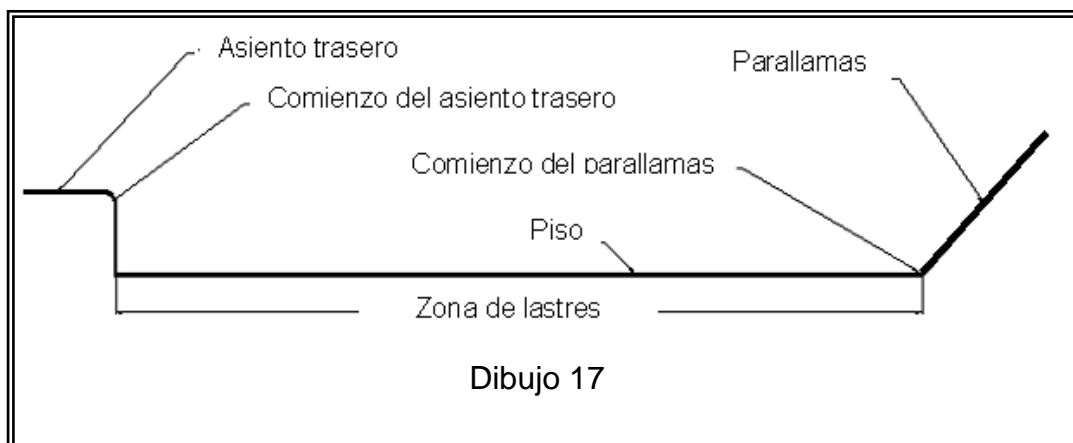 Asiento trasero
Parallamas
Comienzo del asiento trasero
Comienzo del parallamas
Piso
Zona de lastres
Dibujo 17